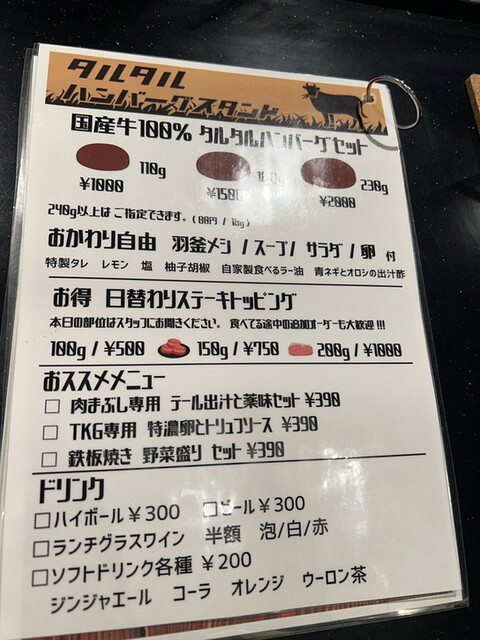 タルタル
ハンバーグスタンド
国産牛100% タルタルハンバーグセット
110g 230g
¥1000 ¥1500 ¥2000
240g以上は ご指定できます。
おかわり自由 羽釜メシ / スープ / サラダ / 卵 付
特製タレ レモン 塩 柚子胡椒 自家製食べるラー油 青ネギとオロシの出汁酢
お得 日替わりステーキトッピング
本日の部位はスタッフにお聞きください。 食べてる途中の追加オーダーも大歓迎 !!!
100g / ¥500 150g / ¥750 200g / ¥1000
おススメメニュー
□ 肉まぶし専用 テール出汁と薬味セット ¥390
□ TKG専用 特濃卵とトリュフソース ¥390
□ 鉄板焼き 野菜盛り セット ¥390
ドリンク
□ハイボール¥300 □ビール¥300
□ランチグラスワイン 半額 泡/白/赤
□ソフトドリンク各種 ¥200
ジンジャエール コーラ オレンジ ウーロン茶